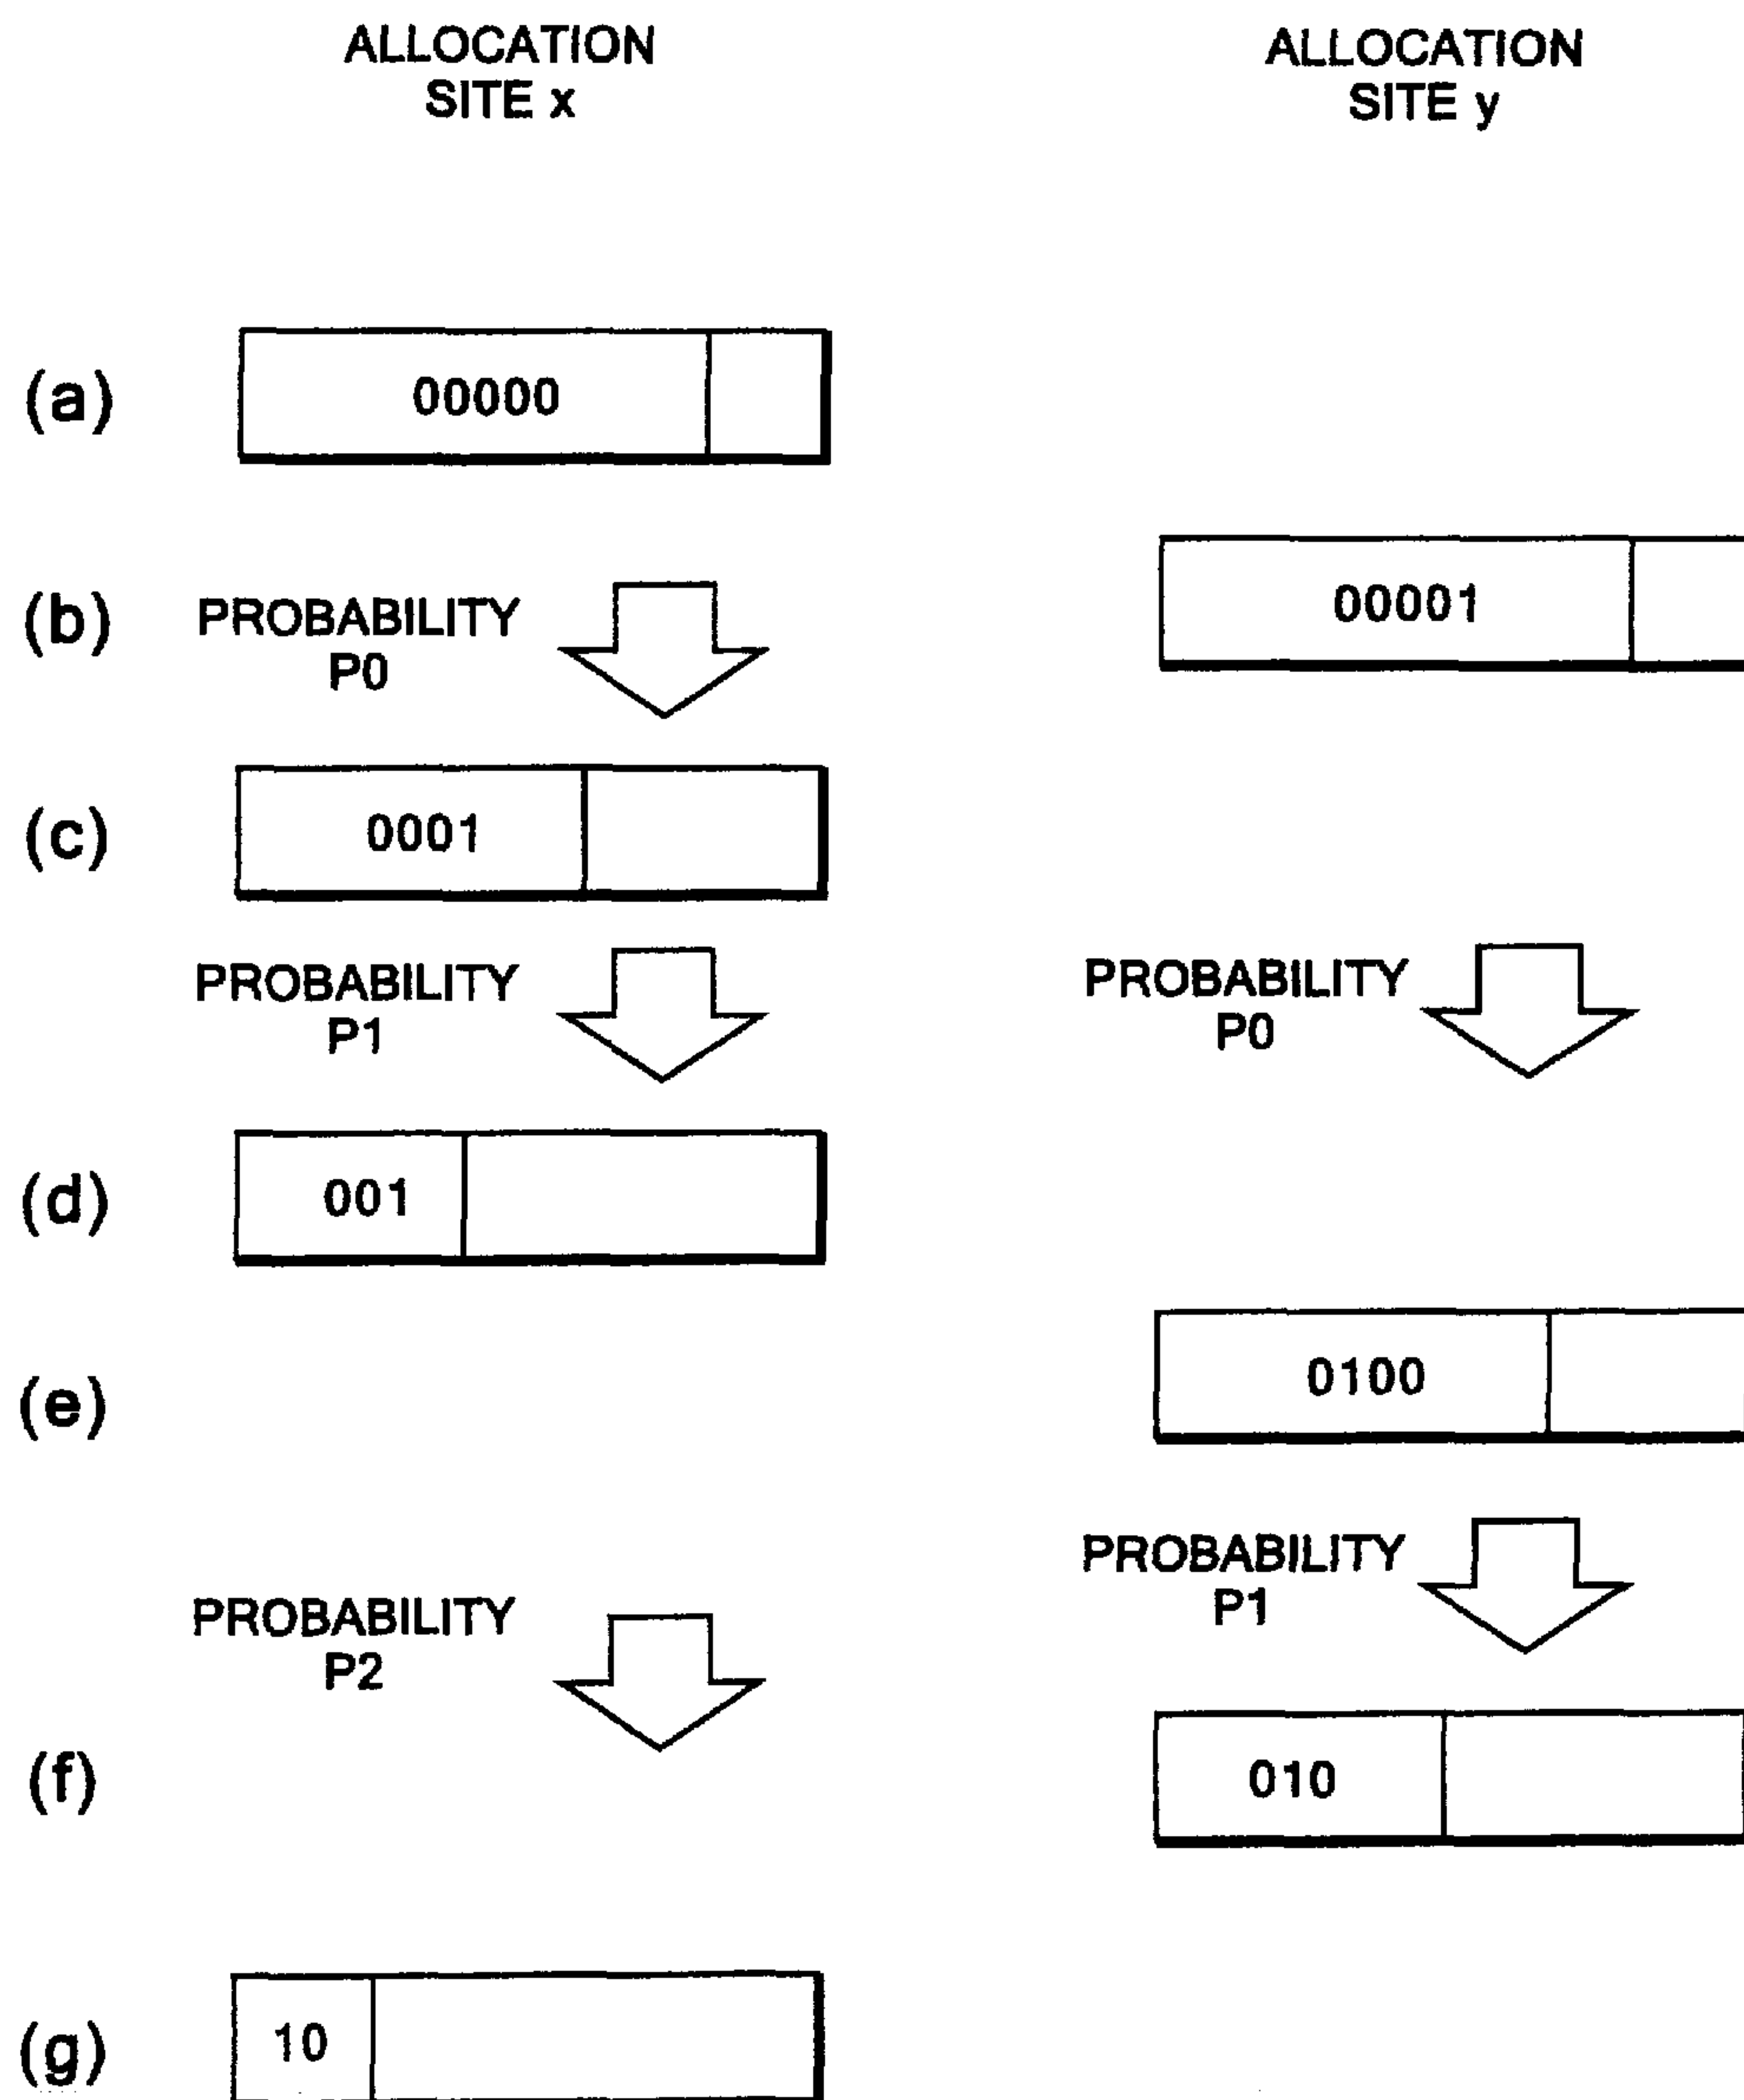 ALLOCATION
SITE x
ALLOCATION
SITE y
(a)
00000
(b)
PROBABILITY
P0
00001
(c)
0001
PROBABILITY
P1
PROBABILITY
P0
(d)
001
(e)
0100
PROBABILITY
P1
PROBABILITY
P2
(f)
010
(g)
10